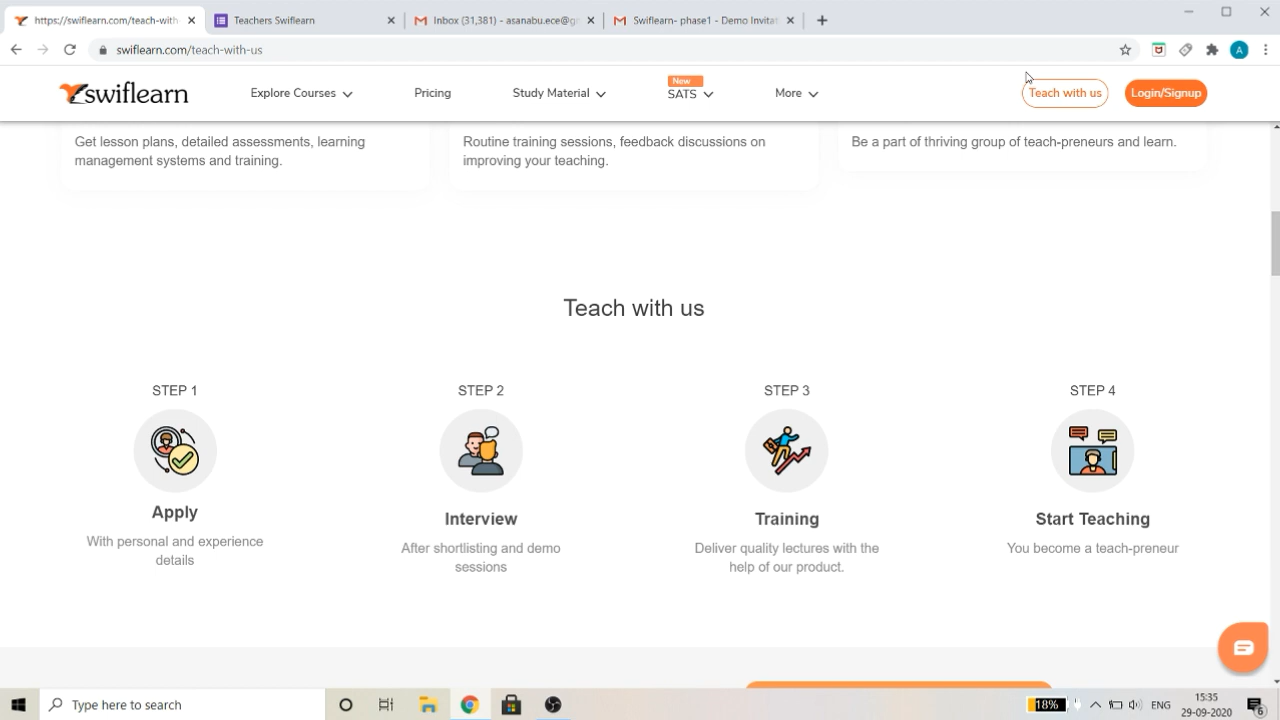 https://swiflearn.com/teach-with
Teachers Swiflearn
Inbox (31,381) - asanabu.ece@g
Swiflearn- phase1 - Demo Invitat
swiflearn.com/teach-with-us
A
swiflearn
Explore Courses
Pricing
Study Material
New
SATS
More
Teach with us
Login/Signup
Get lesson plans, detailed assessments, learning
management systems and training.
Routine training sessions, feedback discussions on
improving your teaching.
Be a part of thriving group of teach-preneurs and learn.
Teach with us
STEP 1
Apply
With personal and experience
details
STEP 2
Interview
After shortlisting and demo
sessions
STEP 3
Training
Deliver quality lectures with the
help of our product.
STEP 4
Start Teaching
You become a teach-preneur
Type here to search
18%
ENG
15:35
29-09-2020
6